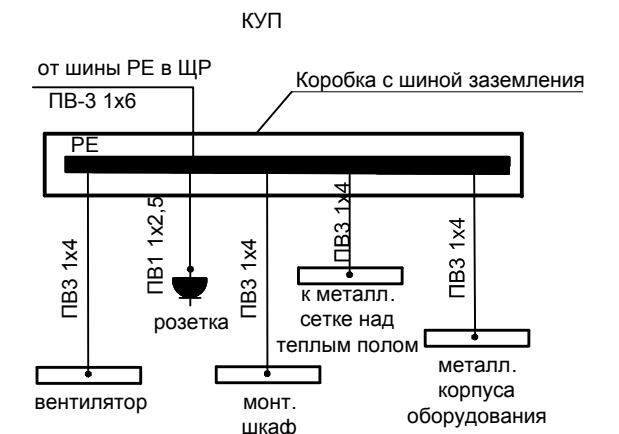 КУП
от шины РЕ в ЩР
ПВ-3 1х6
Коробка с шиной заземления
РЕ
ПВ3 1х4
ПВ1 1х2,5
ПВ3 1х4
ПВ3 1х4
ПВ3 1х4
розетка
к металл.
сетке над
теплым полом
вентилятор
монт.
шкаф
металл.
корпуса
оборудования